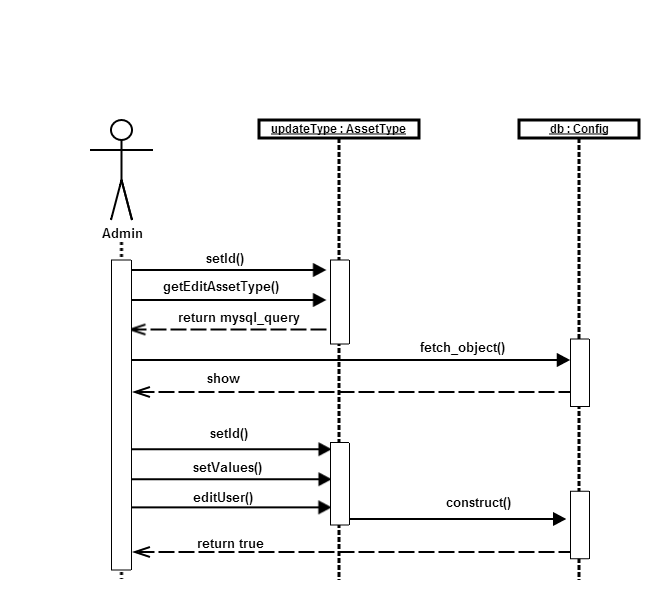 updateType : AssetType
db : Config
Admin
setId()
getEditAssetType()
return mysql_query
fetch_object()
show
setId()
setValues()
editUser()
construct()
return true